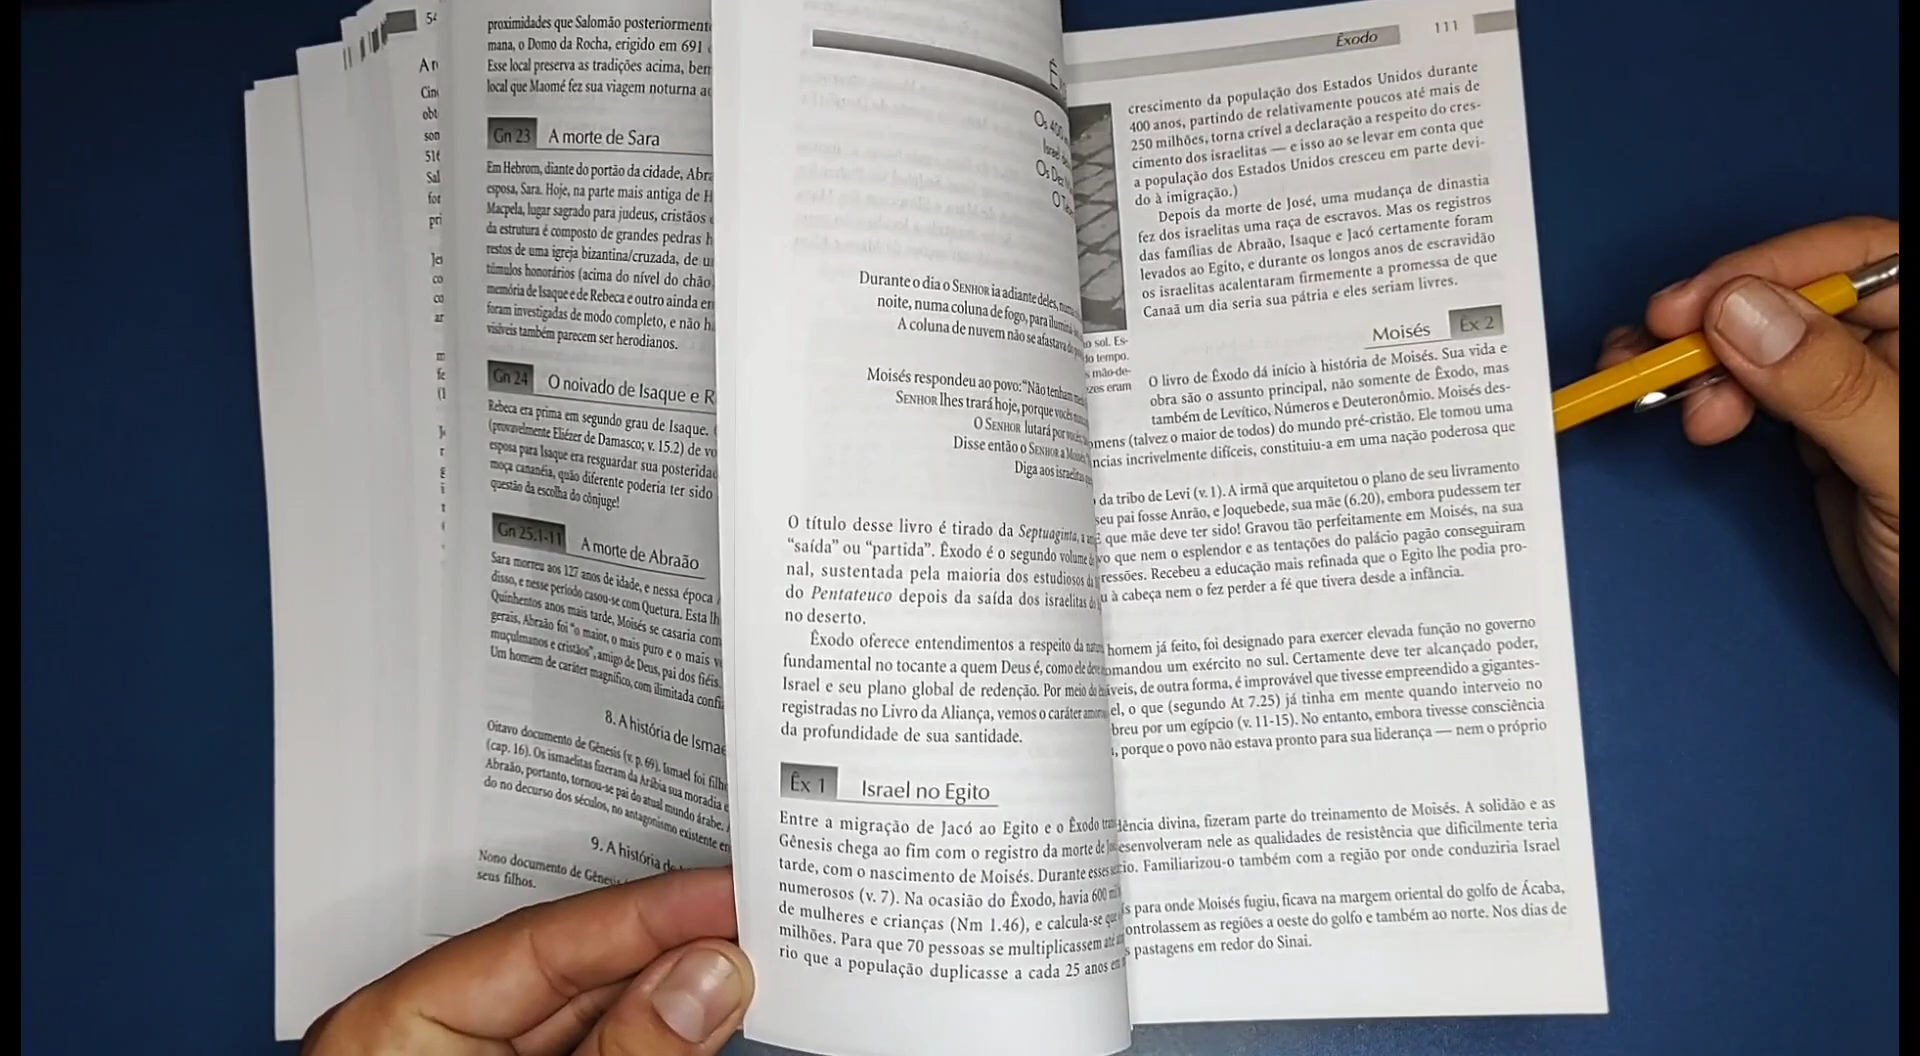 54
A m
Cin
obt
son
516
Sal
for
pri
proximidades que Salomão posteriorment
mana, o Domo da Rocha, erigido em 691
Esse local preserva as tradições acima, bem
local que Maomé fez sua viagem noturna a
Gn 23 A morte de Sara
Em Hebrom, diante do portão da cidade, Abra
esposa, Sara. Hoje, na parte mais antiga de H
Macpela, lugar sagrado para judeus, cristãos
da estrutura é composto de grandes pedras h
restos de uma igreja bizantina/cruzada, de u
túmulos honorários (acima do nível do chão
memória de Isaque e de Rebeca e outro ainda em
foram investigadas de modo completo, e não h
visíveis também parecem ser herodianos.
Gn 24 O noivado de Isaque e R
Rebeca era prima em segundo grau de Isaque.
(provavelmente Eliézer de Damasco; v. 15.2) de vo
esposa para Isaque era resguardar sua posteridad
moça cananéia, quão diferente poderia ter sido
questão da escolha do cônjuge!
Gn 25.1-11 A morte de Abraão
Sara morreu aos 127 anos de idade, e nessa época
disso, e nesse período casou-se com Quetura. Esta lh
Quinhentos anos mais tarde, Moisés se casaria com
gerais, Abraão foi "o maior, o mais puro e o mais v
muçulmanos e cristãos", amigo de Deus, pai dos fiéis.
Um homem de caráter magnífico, com ilimitada confi
8. A história de Ismae
Oitavo documento de Gênesis (v. p. 69). Ismael foi filh
(cap. 16). Os ismaelitas fizeram da Arábia sua moradia e
Abraão, portanto, tornou-se pai do atual mundo árabe.
do no decurso dos séculos, no antagonismo existente en
9. A história de
Nono documento de Gênesis
seus filhos.
Os 400
Israel
Os Dez
Durante o dia o SENHOR ia adiante deles, numa
noite, numa coluna de fogo, para iluminá
A coluna de nuvem não se afastava do
Moisés respondeu ao povo: "Não tenham
SENHOR lhes trará hoje, porque vocês
O SENHOR lutará por vocês
Disse então o SENHOR a Moisés
Diga aos israelitas
O título desse livro é tirado da Septuaginta, a
"saída" ou "partida". Êxodo é o segundo volume
nal, sustentada pela maioria dos estudiosos
do Pentateuco depois da saída dos israelitas
no deserto.
Êxodo oferece entendimentos a respeito da
fundamental no tocante a quem Deus é, como ele deve
Israel e seu plano global de redenção. Por meio
registradas no Livro da Aliança, vemos o caráter
da profundidade de sua santidade.
Êx 1 Israel no Egito
Entre a migração de Jacó ao Egito e o Êxodo
Gênesis chega ao fim com o registro da morte de
tarde, com o nascimento de Moisés. Durante esses
numerosos (v. 7). Na ocasião do Êxodo, havia 600
de mulheres e crianças (Nm 1.46), e calcula-se
milhões. Para que 70 pessoas se multiplicassem
rio que a população duplicasse a cada 25 anos
Êxodo 111
crescimento da população dos Estados Unidos durante
400 anos, partindo de relativamente poucos até mais de
250 milhões, torna crível a declaração a respeito do cres-
cimento dos israelitas — e isso ao se levar em conta que
a população dos Estados Unidos cresceu em parte devi-
do à imigração.)
Depois da morte de José, uma mudança de dinastia
fez dos israelitas uma raça de escravos. Mas os registros
das famílias de Abraão, Isaque e Jacó certamente foram
levados ao Egito, e durante os longos anos de escravidão
os israelitas acalentaram firmemente a promessa de que
Canaã um dia seria sua pátria e eles seriam livres.
o sol. Es-
do tempo.
s mão-de-
zes eram
Moisés Êx 2
O livro de Êxodo dá início à história de Moisés. Sua vida e
obra são o assunto principal, não somente de Êxodo, mas
também de Levítico, Números e Deuteronômio. Moisés des-
omens (talvez o maior de todos) do mundo pré-cristão. Ele tomou uma
ncias incrivelmente difíceis, constituiu-a em uma nação poderosa que
da tribo de Levi (v. 1). A irmã que arquitetou o plano de seu livramento
seu pai fosse Anrão, e Joquebede, sua mãe (6.20), embora pudessem ter
E que mãe deve ter sido! Gravou tão perfeitamente em Moisés, na sua
vo que nem o esplendor e as tentações do palácio pagão conseguiram
ressões. Recebeu a educação mais refinada que o Egito lhe podia pro-
u à cabeça nem o fez perder a fé que tivera desde a infância.
homem já feito, foi designado para exercer elevada função no governo
omandou um exército no sul. Certamente deve ter alcançado poder,
áveis, de outra forma, é improvável que tivesse empreendido a gigantes-
el, o que (segundo At 7.25) já tinha em mente quando interveio no
breu por um egípcio (v. 11-15). No entanto, embora tivesse consciência
, porque o povo não estava pronto para sua liderança — nem o próprio
dência divina, fizeram parte do treinamento de Moisés. A solidão e as
esenvolveram nele as qualidades de resistência que dificilmente teria
cio. Familiarizou-o também com a região por onde conduziria Israel
is para onde Moisés fugiu, ficava na margem oriental do golfo de Ácaba,
ontrolassem as regiões a oeste do golfo e também ao norte. Nos dias de
s pastagens em redor do Sinai.